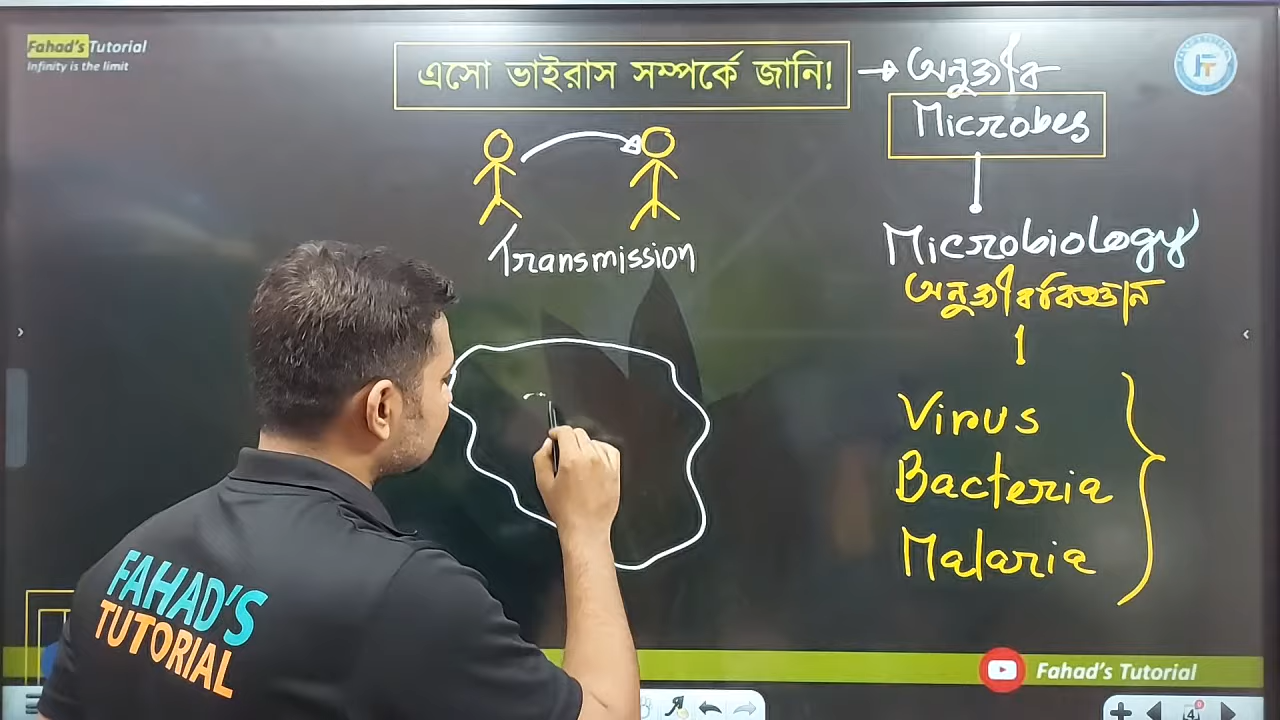 Fahad's Tutorial
Infinity is the limit
এসো ভাইরাস সম্পর্কে জানি!
অনুজীব
Microbes
Transmission
Microbiology
অনুজীববিজ্ঞান
Virus
Bacteria
Malaria
FAHAD'S
TUTORIAL
Fahad's Tutorial
4